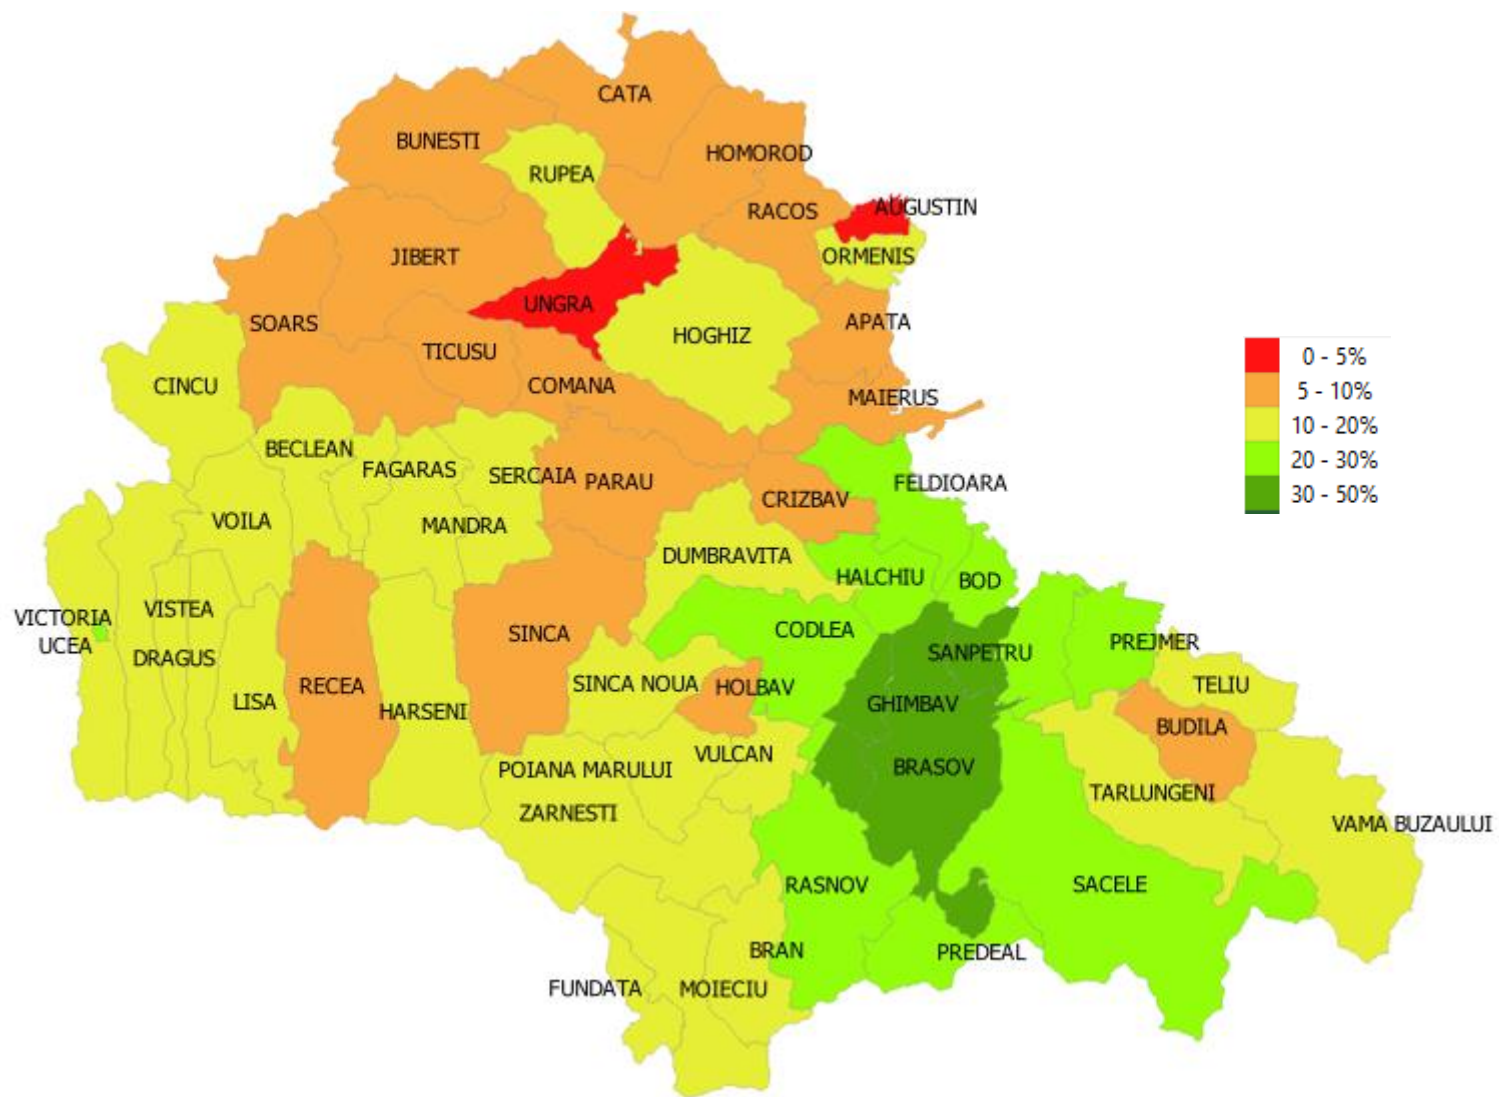 CATA
BUNESTI
HOMOROD
RUPEA
RACOS
AUGUSTIN
JIBERT
ORMENIS
UNGRA
SOARS
APATA
HOGHIZ
TICUSU
CINCU
COMANA
MAIERUS
BECLEAN
FAGARAS
SERCAIA
PARAU
FELDIOARA
CRIZBAV
VOILA
MANDRA
DUMBRAVITA
HALCHIU
BOD
VISTEA
VICTORIA
UCEA
CODLEA
SINCA
PREJMER
SANPETRU
DRAGUS
RECEA
SINCA NOUA
HOLBAV
TELIU
LISA
HARSENI
GHIMBAV
BUDILA
VULCAN
POIANA MARULUI
BRASOV
TARLUNGENI
ZARNESTI
VAMA BUZAULUI
RASNOV
SACELE
BRAN
PREDEAL
FUNDATA
MOIECIU
0 - 5%
5 - 10%
10 - 20%
20 - 30%
30 - 50%